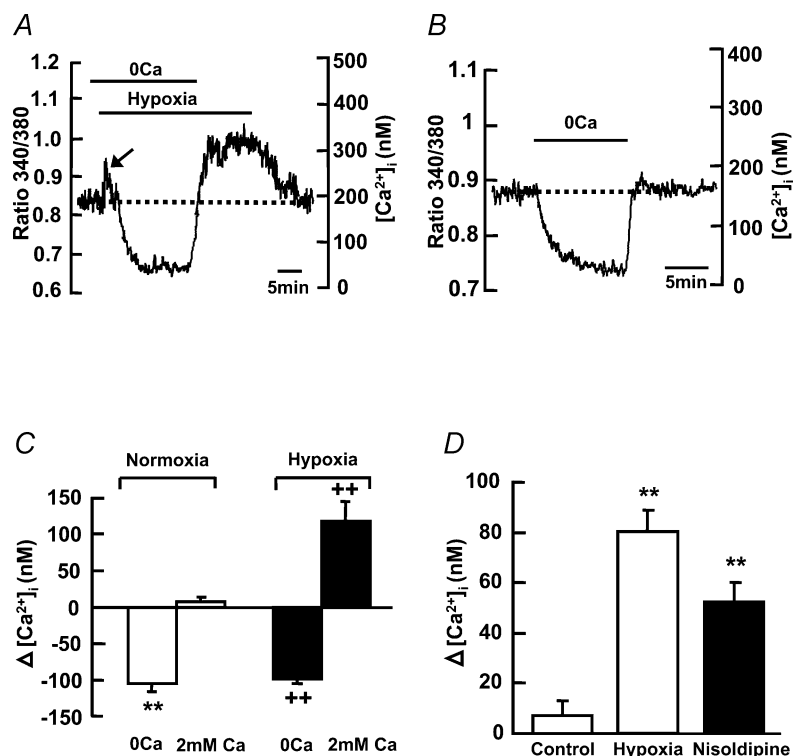 A
Ratio 340/380
1.2
1.1
1.0
0.9
0.8
0.7
0.6
0Ca
Hypoxia
5min
500
400
300
200
100
0
[Ca²⁺]ᵢ (nM)
B
Ratio 340/380
1.1
1
0.9
0.8
0.7
0Ca
5min
400
300
200
100
0
[Ca²⁺]ᵢ (nM)
C
Normoxia
Hypoxia
Δ [Ca²⁺]ᵢ (nM)
150
100
50
0
-50
-100
-150
++
**
++
0Ca
2mM Ca
0Ca
2mM Ca
D
Δ [Ca²⁺]ᵢ (nM)
100
80
60
40
20
0
**
**
Control
Hypoxia
Nisoldipine